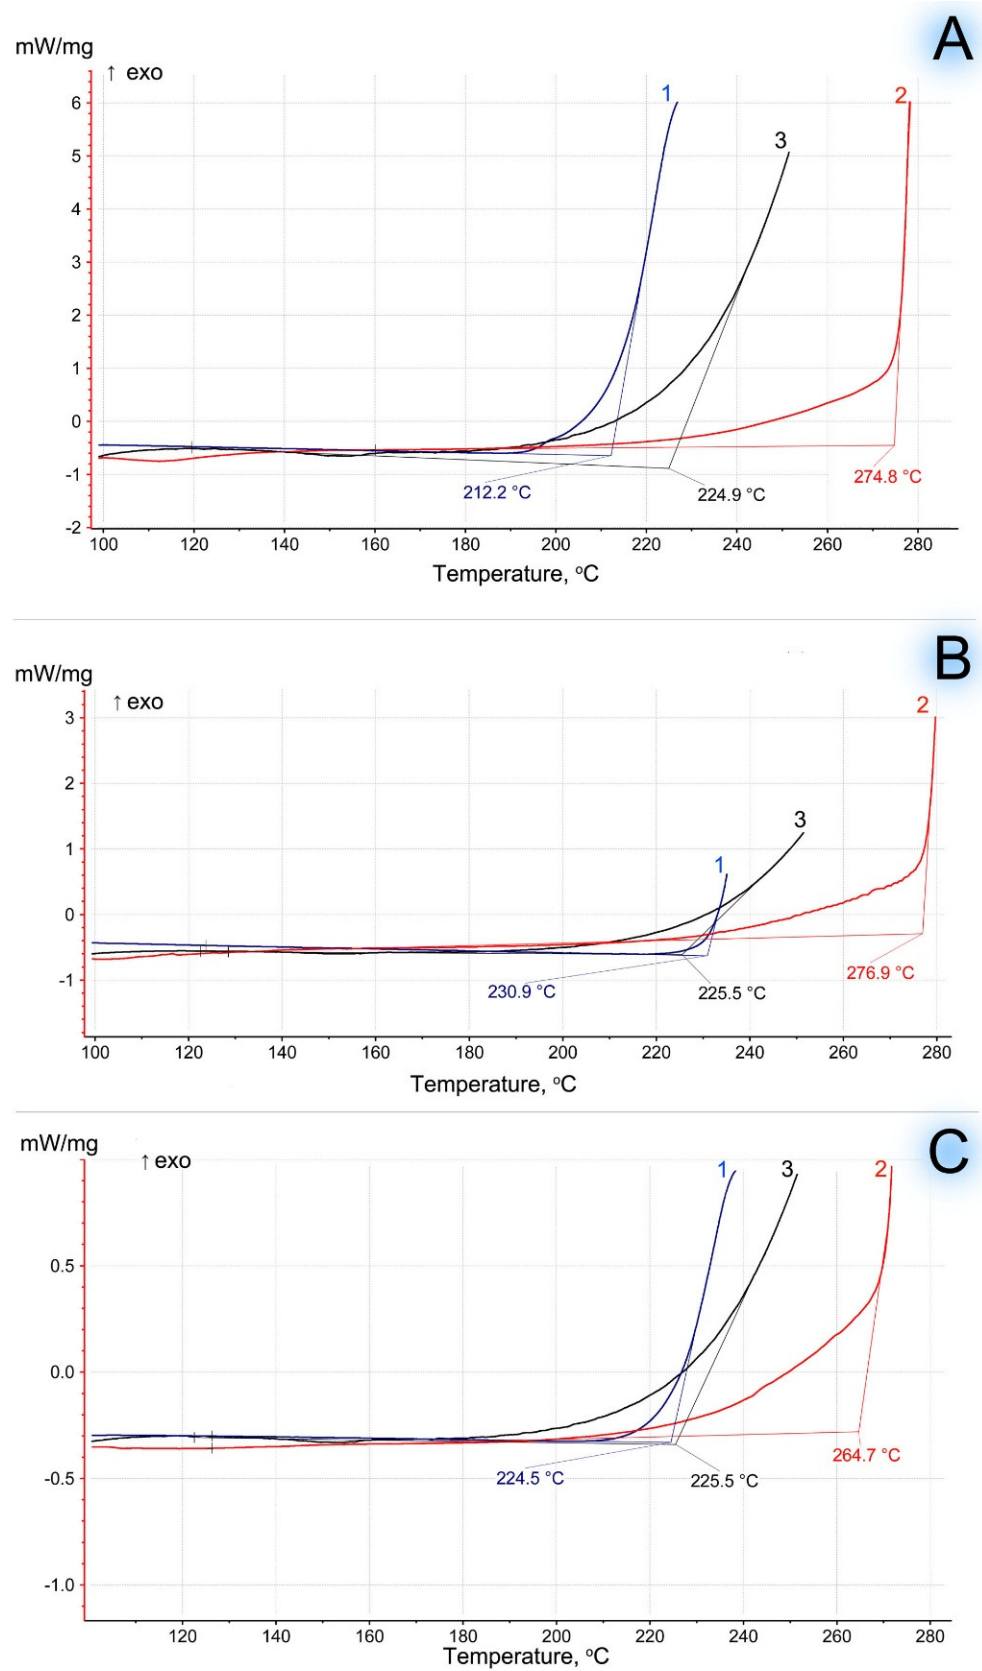 A
mW/mg
↑ exo
1
2
3
6
5
4
3
2
1
0
-1
-2
212.2 °C
224.9 °C
274.8 °C
100 120 140 160 180 200 220 240 260 280
Temperature, °C
B
mW/mg
↑ exo
2
3
1
3
2
1
0
-1
230.9 °C
225.5 °C
276.9 °C
100 120 140 160 180 200 220 240 260 280
Temperature, °C
C
mW/mg
↑ exo
1
3
2
0.5
0.0
-0.5
-1.0
224.5 °C
225.5 °C
264.7 °C
120 140 160 180 200 220 240 260 280
Temperature, °C